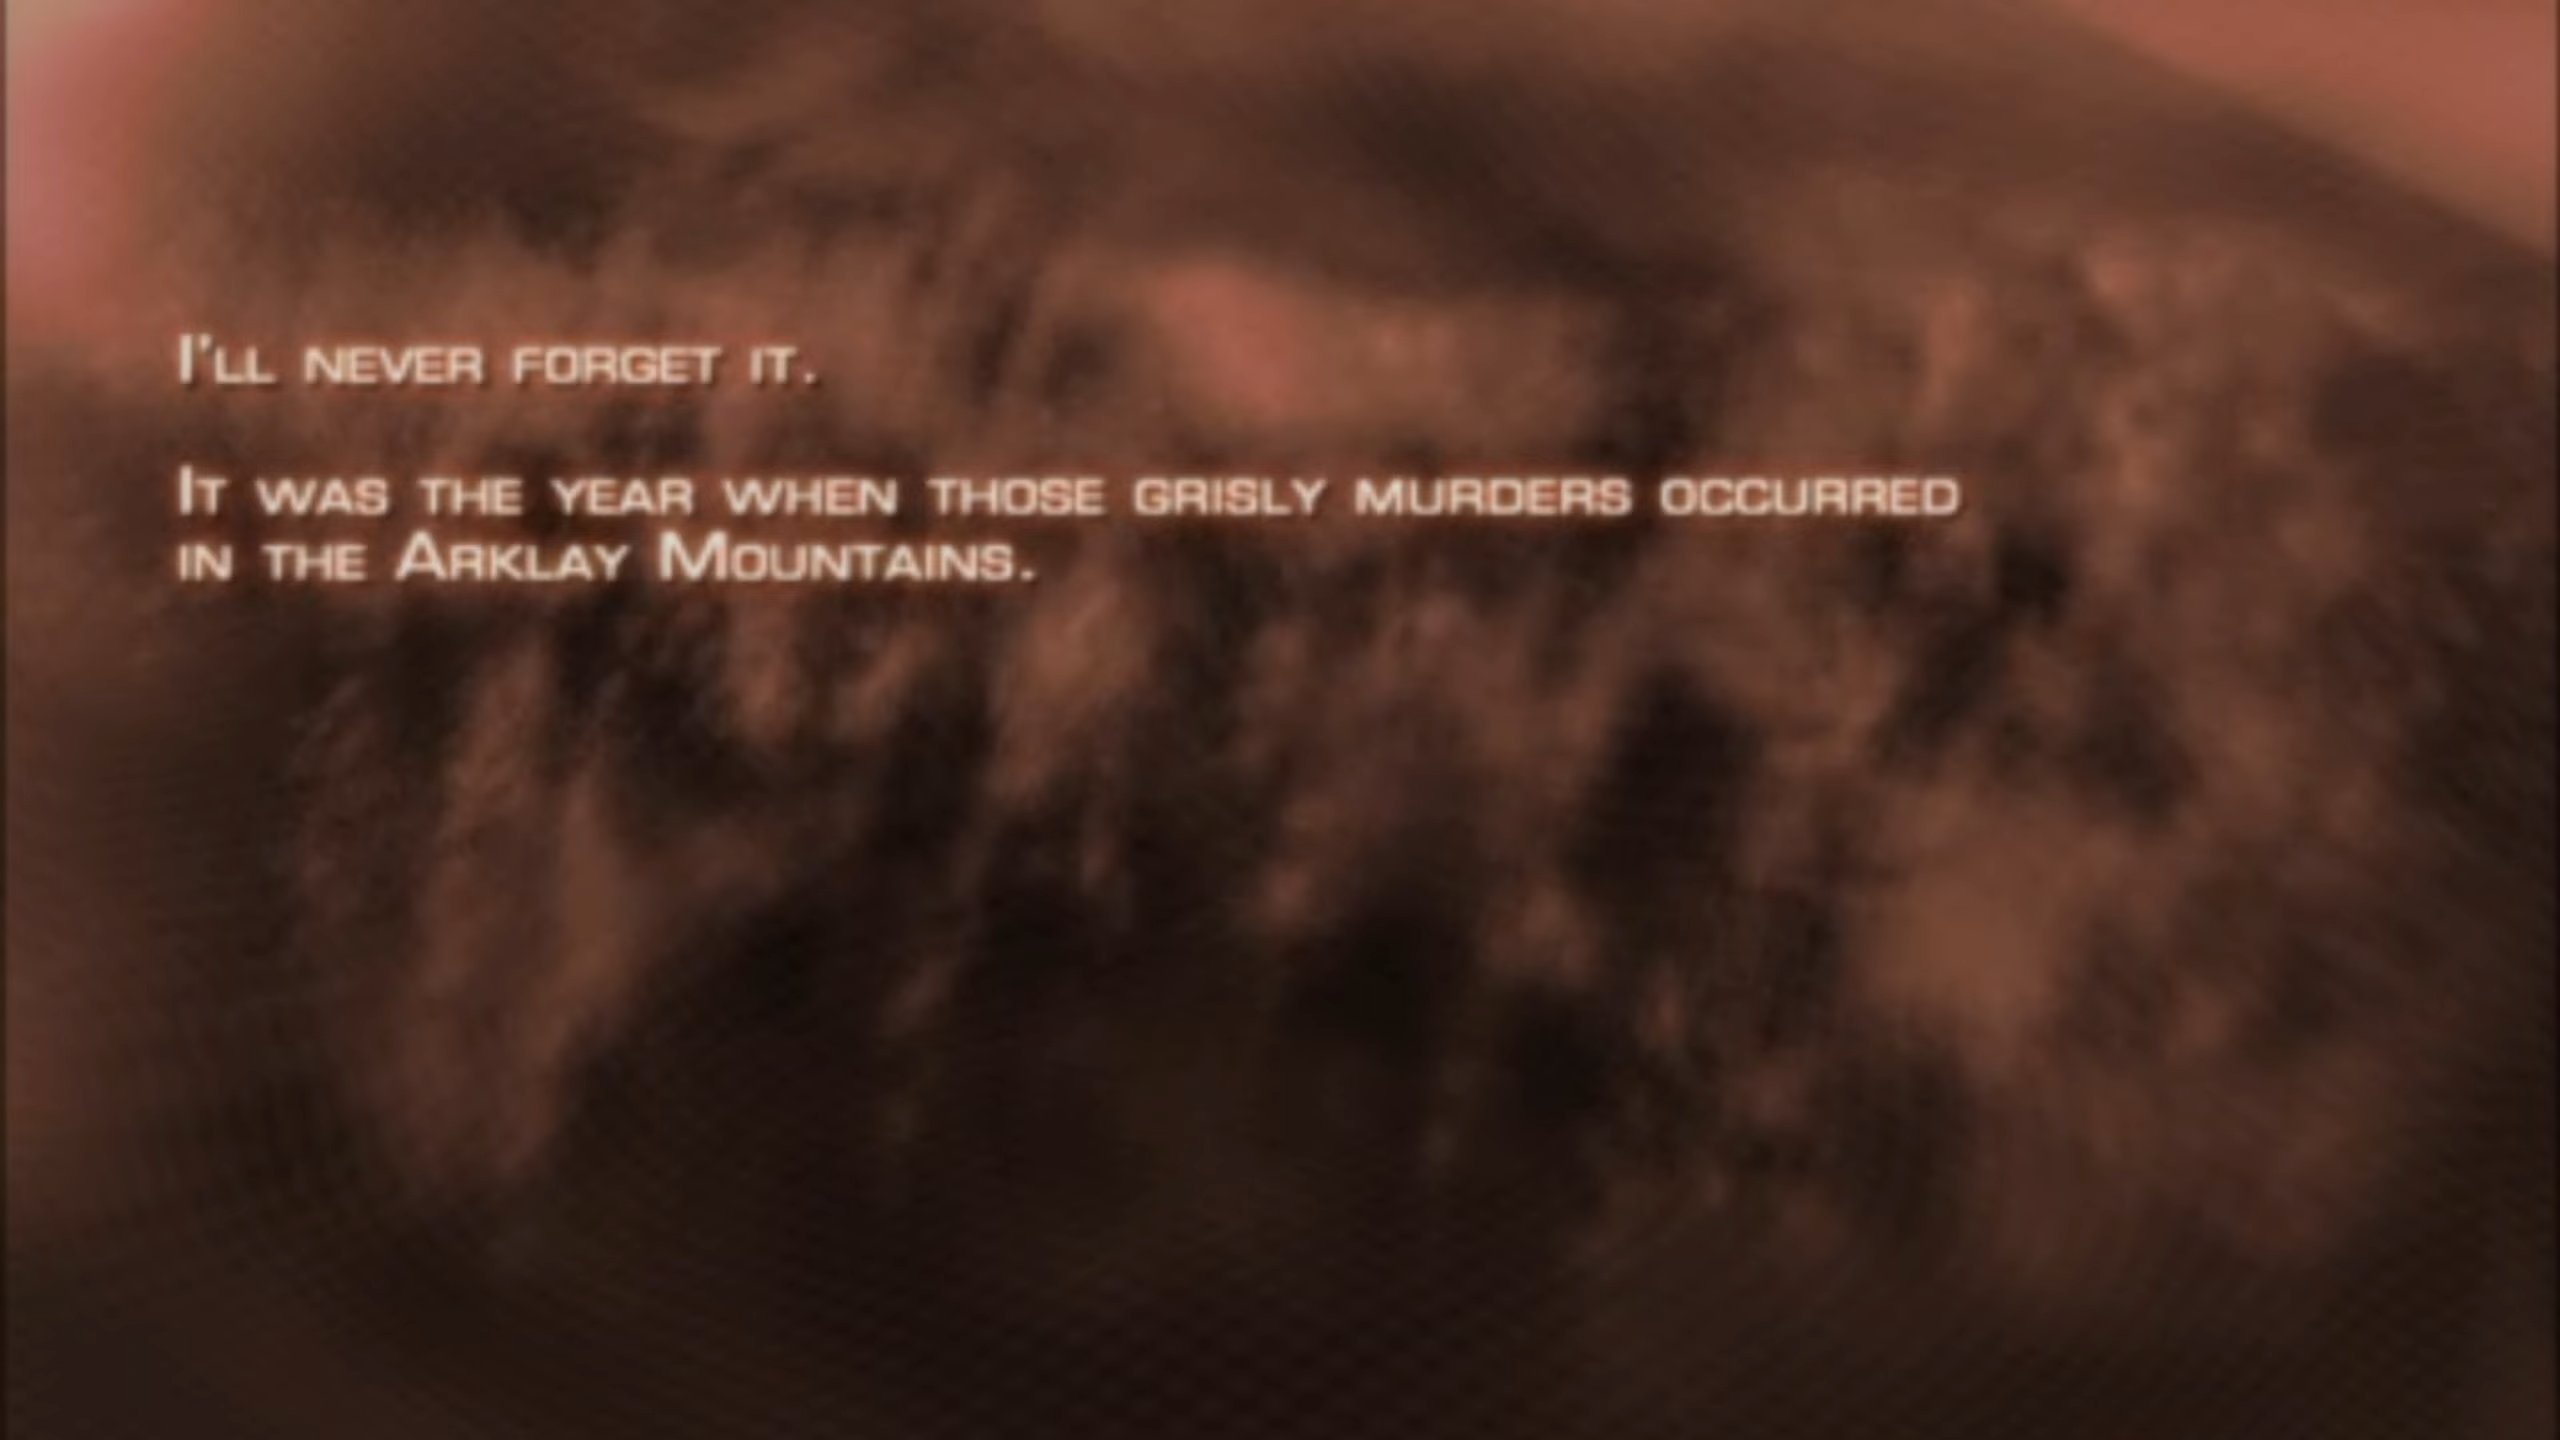 I'll never forget it.
It was the year when those grisly murders occurred
in the Arklay Mountains.